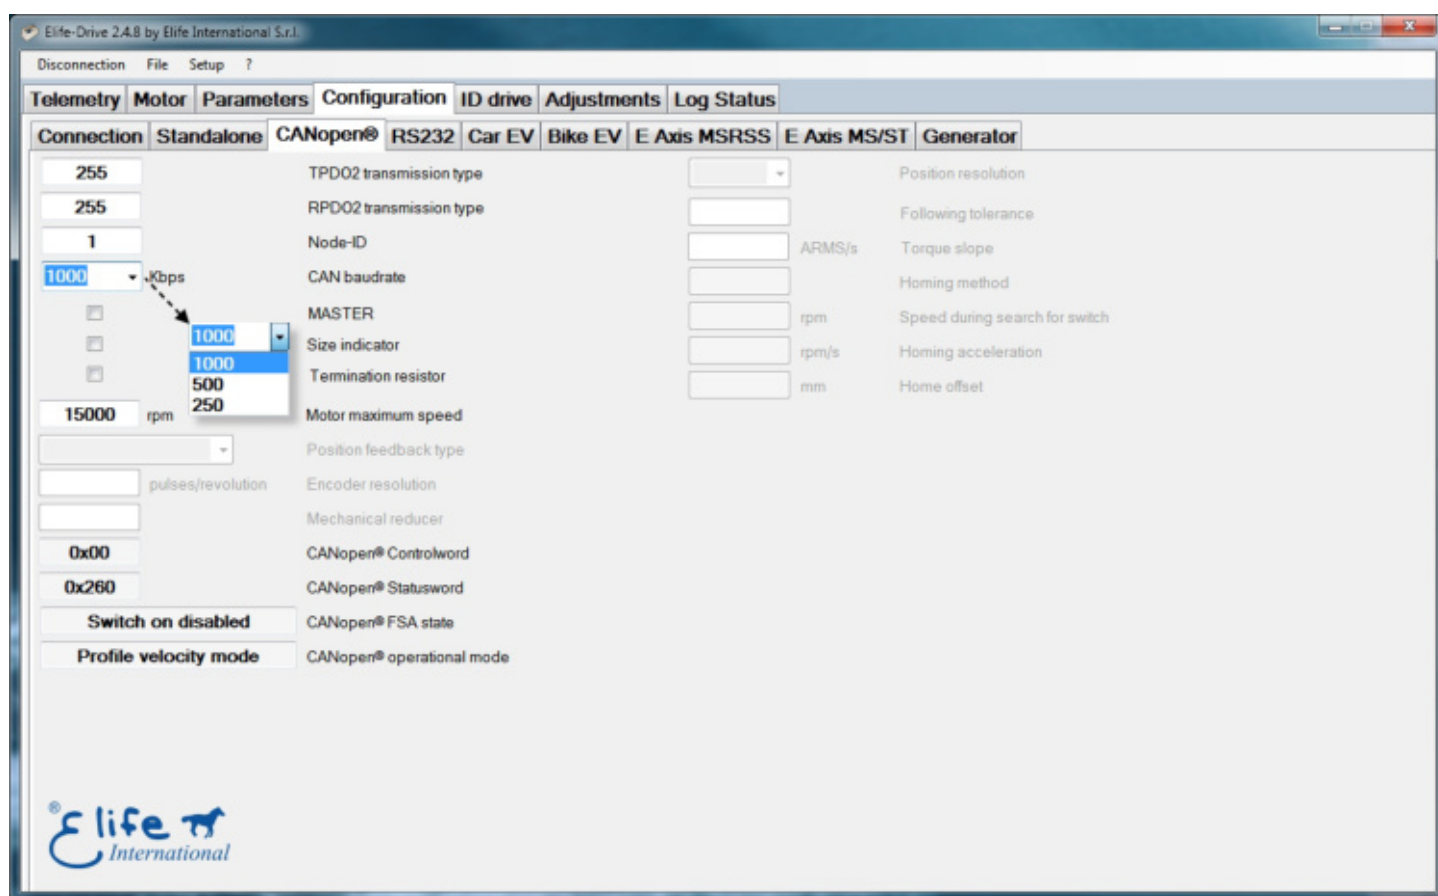 Elife-Drive 2.4.8 by Elife International S.r.l.
Disconnection File Setup ?
Telemetry Motor Parameters Configuration ID drive Adjustments Log Status
Connection Standalone CANopen® RS232 Car EV Bike EV E Axis MSRSS E Axis MS/ST Generator
255 TPDO2 transmission type Position resolution
255 RPDO2 transmission type Following tolerance
1 Node-ID ARMS/s Torque slope
1000 Kbps CAN baudrate Homing method
MASTER rpm Speed during search for switch
1000
Size indicator rpm/s Homing acceleration
1000
500
Termination resistor mm Home offset
250
15000 rpm Motor maximum speed
Position feedback type
pulses/revolution Encoder resolution
Mechanical reducer
0x00 CANopen® Controlword
0x260 CANopen® Statusword
Switch on disabled CANopen® FSA state
Profile velocity mode CANopen® operational mode
® Elife
International